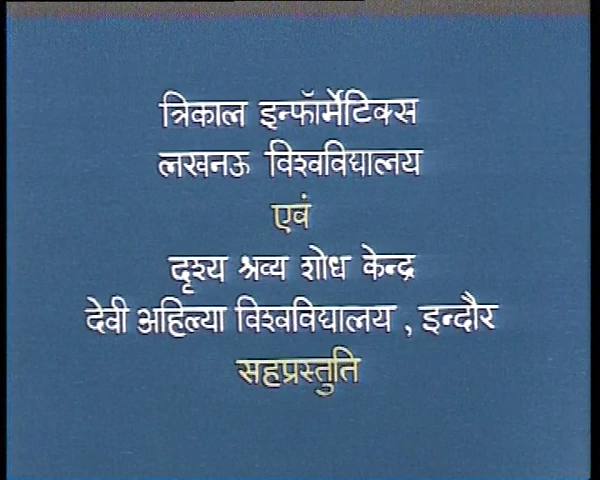 त्रिकाल इन्फॉर्मेटिक्स
लखनऊ विश्वविद्यालय
एवं
दृश्य श्रव्य शोध केन्द्र
देवी अहिल्या विश्वविद्यालय , इन्दौर
सहप्रस्तुति